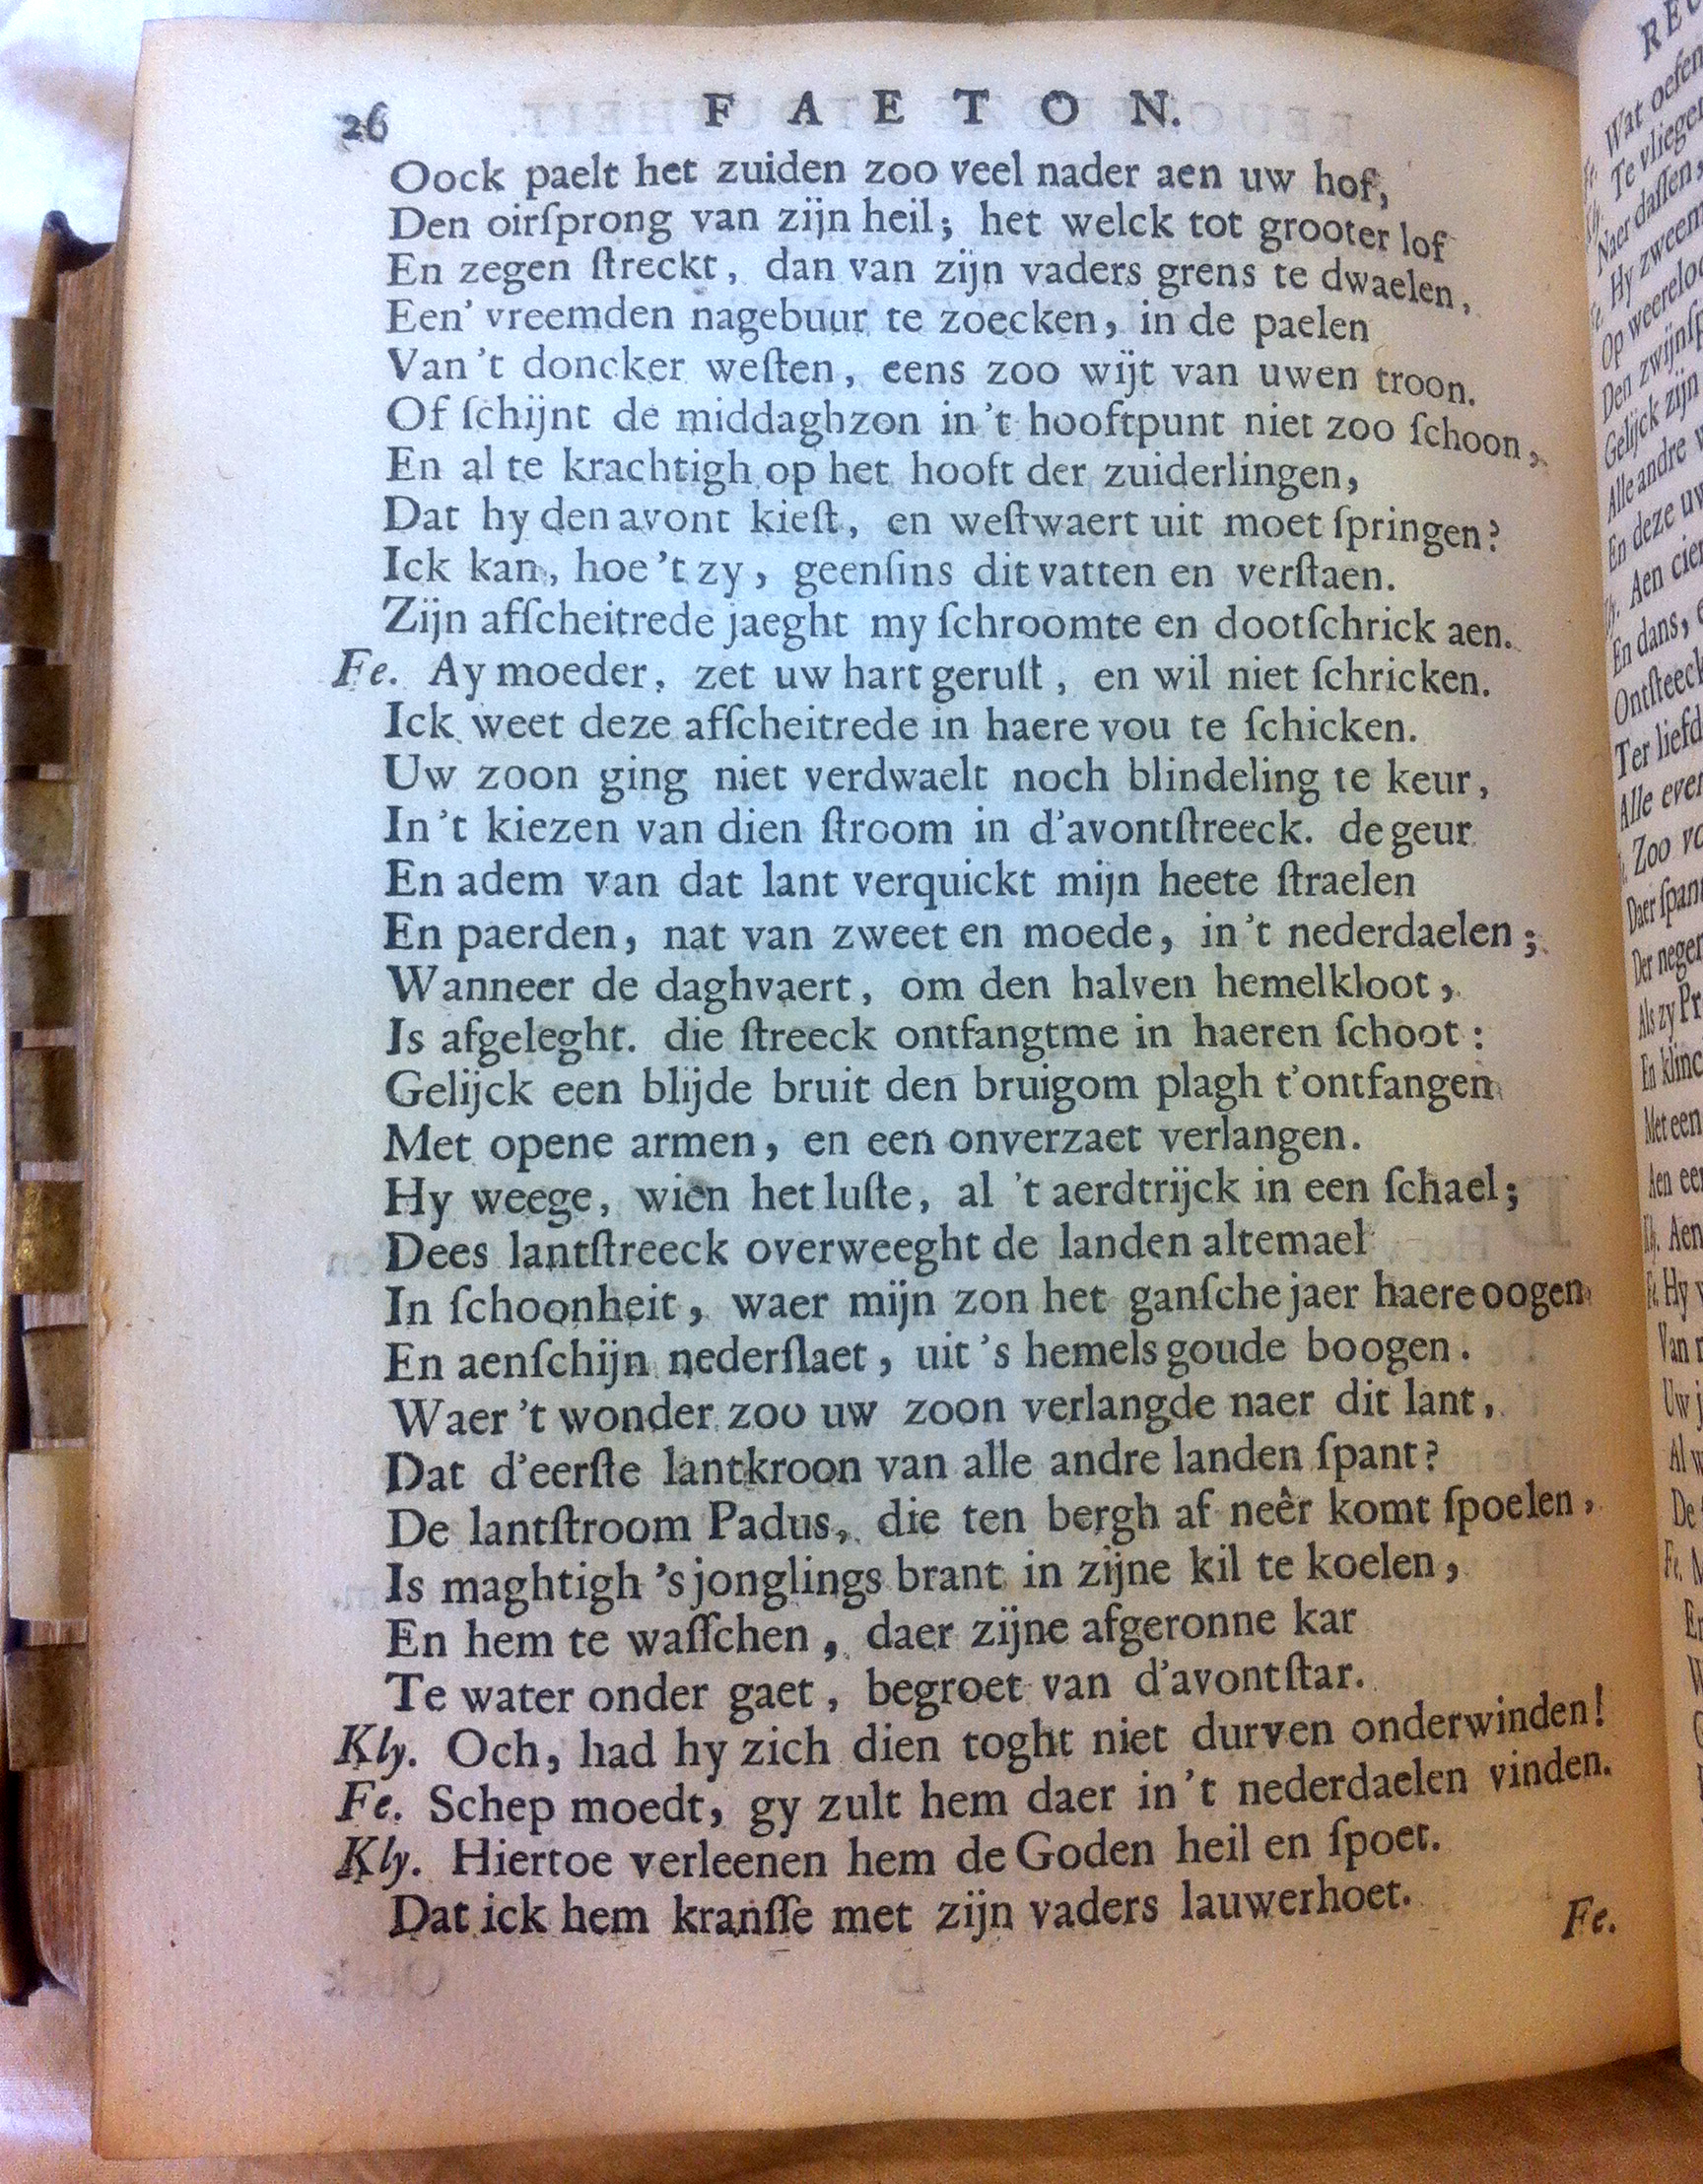 26 F A E T O N.
Oock paelt het zuiden zoo veel nader aen uw hof,
Den oirſprong van zijn heil; het welck tot grooter lof
En zegen ſtreckt, dan van zijn vaders grens te dwaelen,
Een' vreemden nagebuur te zoecken, in de paelen
Van 't doncker weſten, eens zoo wijt van uwen troon.
Of ſchijnt de middaghzon in 't hooftpunt niet zoo ſchoon,
En al te krachtigh op het hooft der zuiderlingen,
Dat hy den avont kieſt, en weſtwaert uit moet ſpringen?
Ick kan, hoe 't zy, geenſins dit vatten en verſtaen.
Zijn afſcheitrede jaeght my ſchroomte en dootſchrick aen.
Fe. Ay moeder, zet uw hart geruſt, en wil niet ſchricken.
Ick weet deze afſcheitrede in haere vou te ſchicken.
Uw zoon ging niet verdwaelt noch blindeling te keur,
In 't kiezen van dien ſtroom in d'avontſtreeck. de geur
En adem van dat lant verquickt mijn heete ſtraelen
En paerden, nat van zweet en moede, in 't nederdaelen;
Wanneer de daghvaert, om den halven hemelkloot,
Is afgeleght. die ſtreeck ontfangtme in haeren ſchoot:
Gelijck een blijde bruit den bruigom plagh t'ontfangen
Met opene armen, en een onverzaet verlangen.
Hy weege, wien het luſte, al 't aerdtrijck in een ſchael;
Dees lantſtreeck overweeght de landen altemael
In ſchoonheit, waer mijn zon het ganſche jaer haere oogen
En aenſchijn nederſlaet, uit 's hemels goude boogen.
Waer 't wonder zoo uw zoon verlangde naer dit lant,
Dat d'eerſte lantkroon van alle andre landen ſpant?
De lantſtroom Padus, die ten bergh af neêr komt ſpoelen,
Is maghtigh 's jonglings brant in zijne kil te koelen,
En hem te waſſchen, daer zijne afgeronne kar
Te water onder gaet, begroet van d'avontſtar.
Kly. Och, had hy zich dien toght niet durven onderwinden!
Fe. Schep moedt, gy zult hem daer in 't nederdaelen vinden.
Kly. Hiertoe verleenen hem de Goden heil en ſpoet.
Dat ick hem kranſſe met zijn vaders lauwerhoet.
Fe.